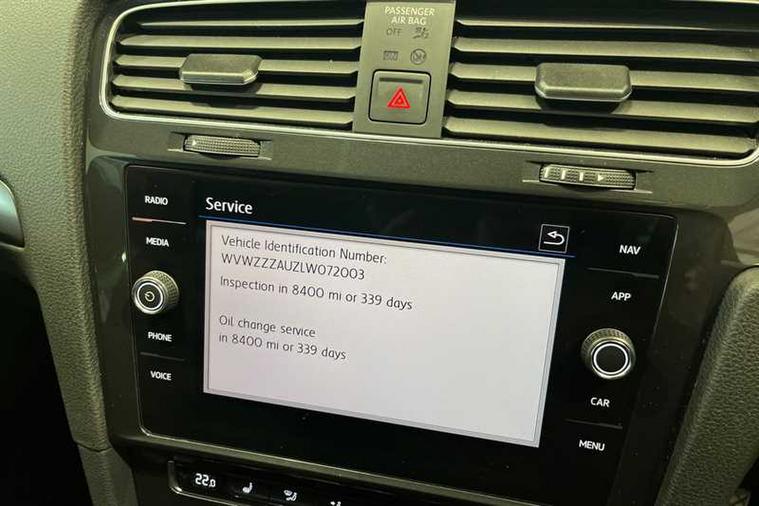 PASSENGER
AIR BAG
OFF
ON
RADIO
Service
MEDIA
NAV
Vehicle Identification Number:
WVWZZZAUZLW072003
Inspection in 8400 mi or 339 days
APP
PHONE
Oil change service
in 8400 mi or 339 days
VOICE
CAR
MENU
22.0